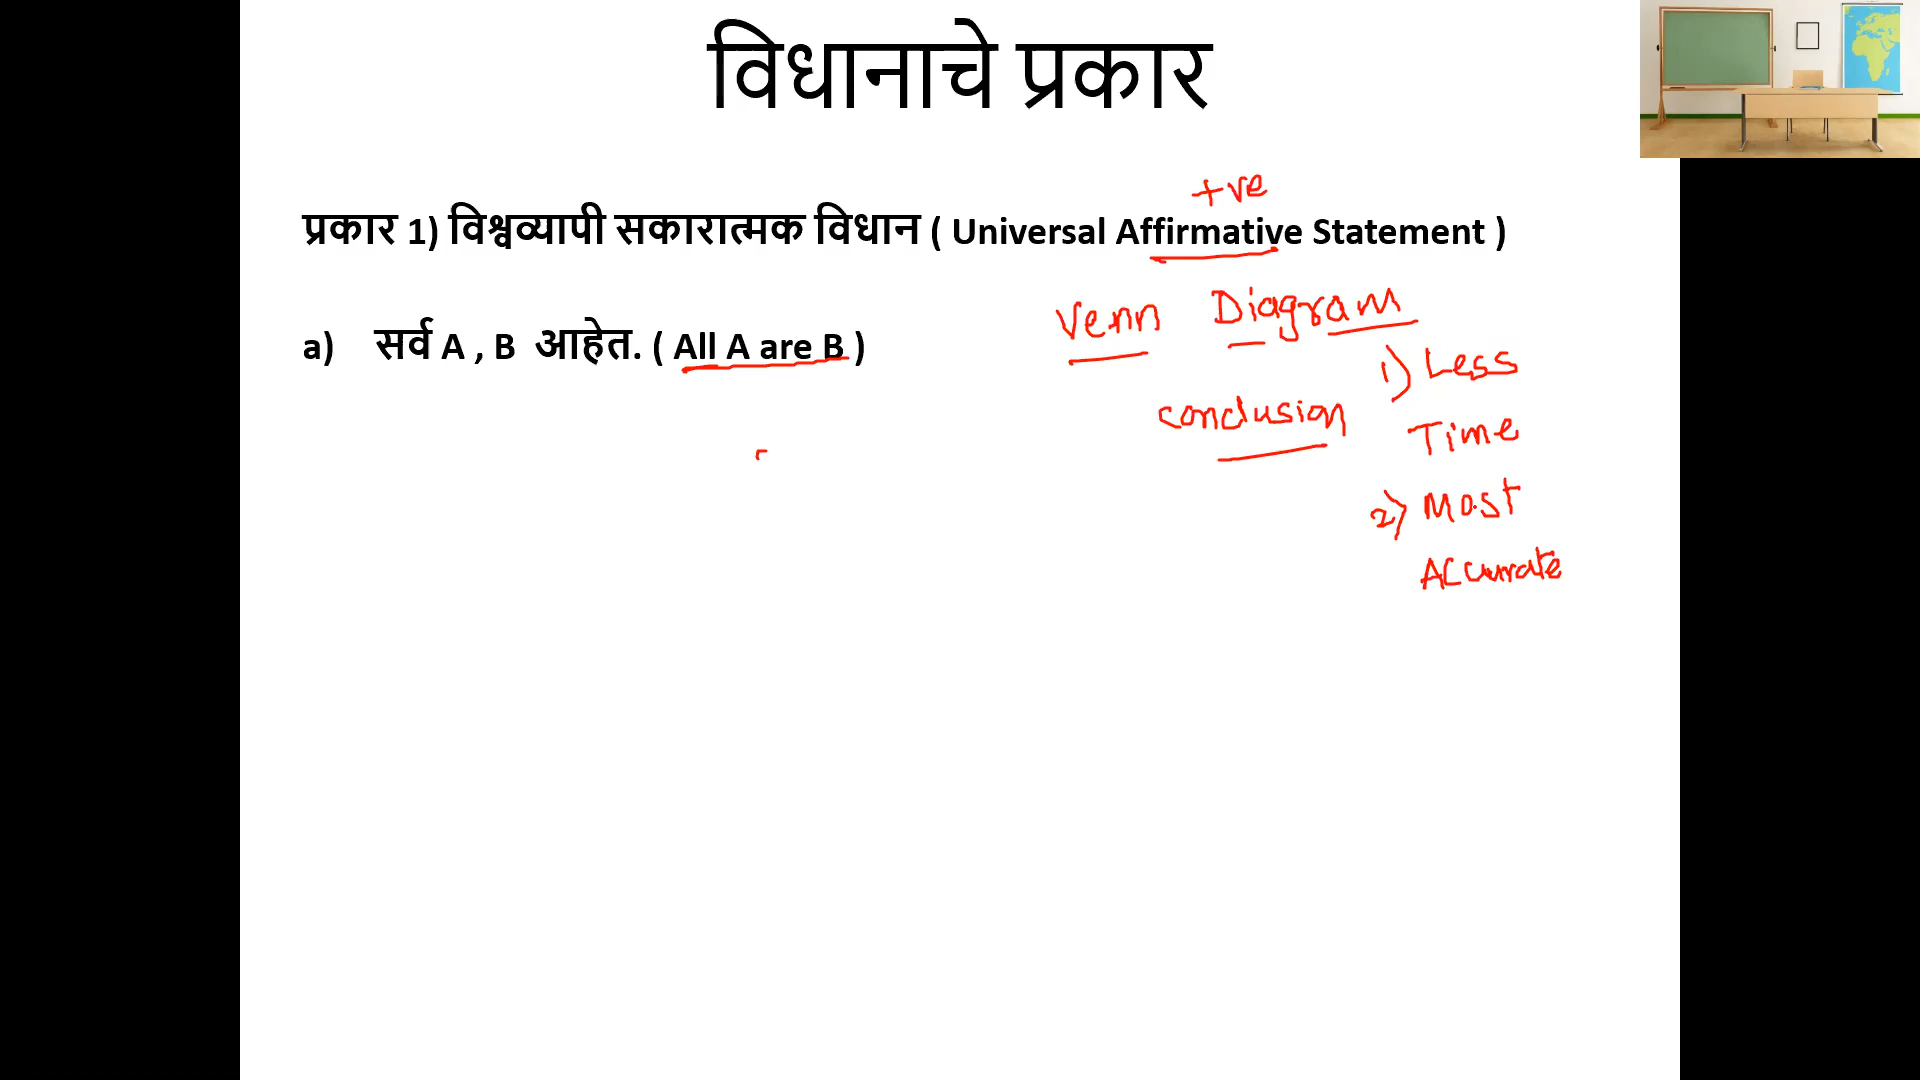 विधानाचे प्रकार
+ve
प्रकार 1) विश्वव्यापी सकारात्मक विधान ( Universal Affirmative Statement )
Venn Diagram
a) सर्व A , B आहेत. ( All A are B )
1) Less
Time
conclusion
2) Most
Accurate